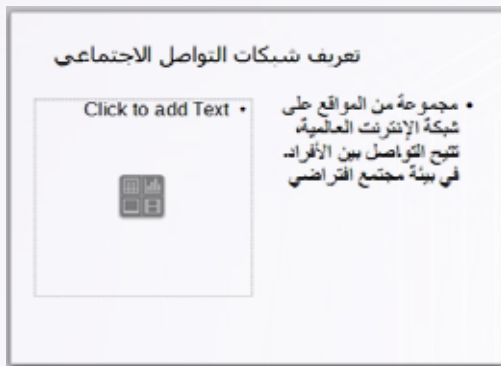 تعريف شبكات التواصل الاجتماعي
• مجموعة من المواقع على
شبكة الإنترنت العالمية،
تتيح التواصل بين الأفراد
في بيئة مجتمع افتراضي
• Click to add Text